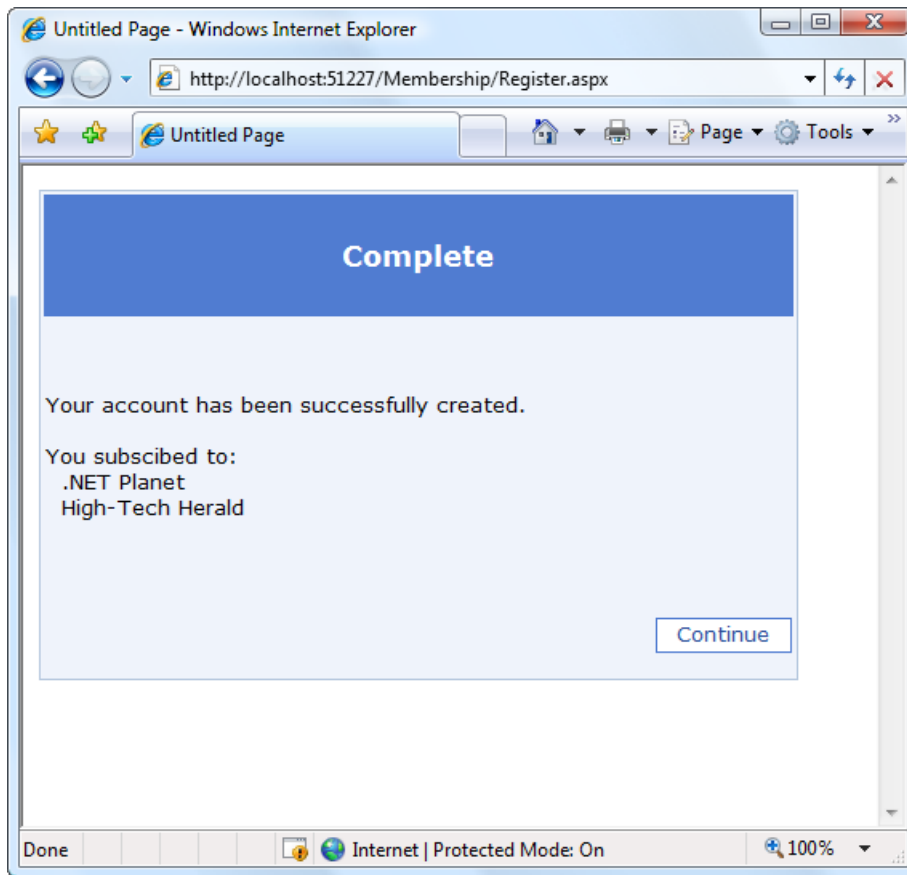 Untitled Page - Windows Internet Explorer
http://localhost:51227/Membership/Register.aspx
Untitled Page
Page
Tools
Complete
Your account has been successfully created.
You subscibed to:
.NET Planet
High-Tech Herald
Continue
Done
Internet | Protected Mode: On
100%